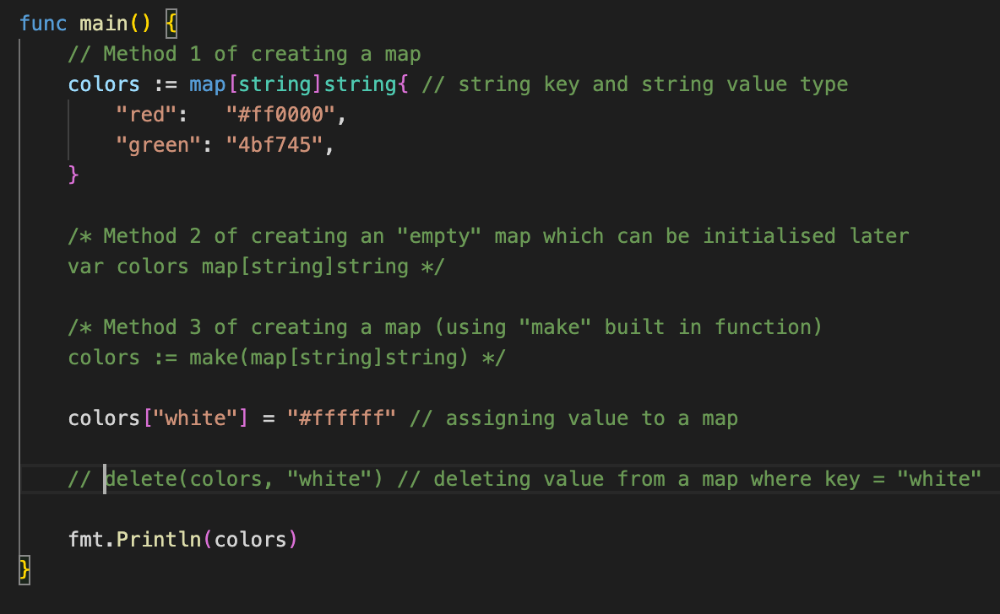 func main() {
    // Method 1 of creating a map
    colors := map[string]string{ // string key and string value type
        "red":   "#ff0000",
        "green": "4bf745",
    }

    /* Method 2 of creating an "empty" map which can be initialised later
    var colors map[string]string */

    /* Method 3 of creating a map (using "make" built in function)
    colors := make(map[string]string) */

    colors["white"] = "#ffffff" // assigning value to a map

    // delete(colors, "white") // deleting value from a map where key = "white"

    fmt.Println(colors)
}